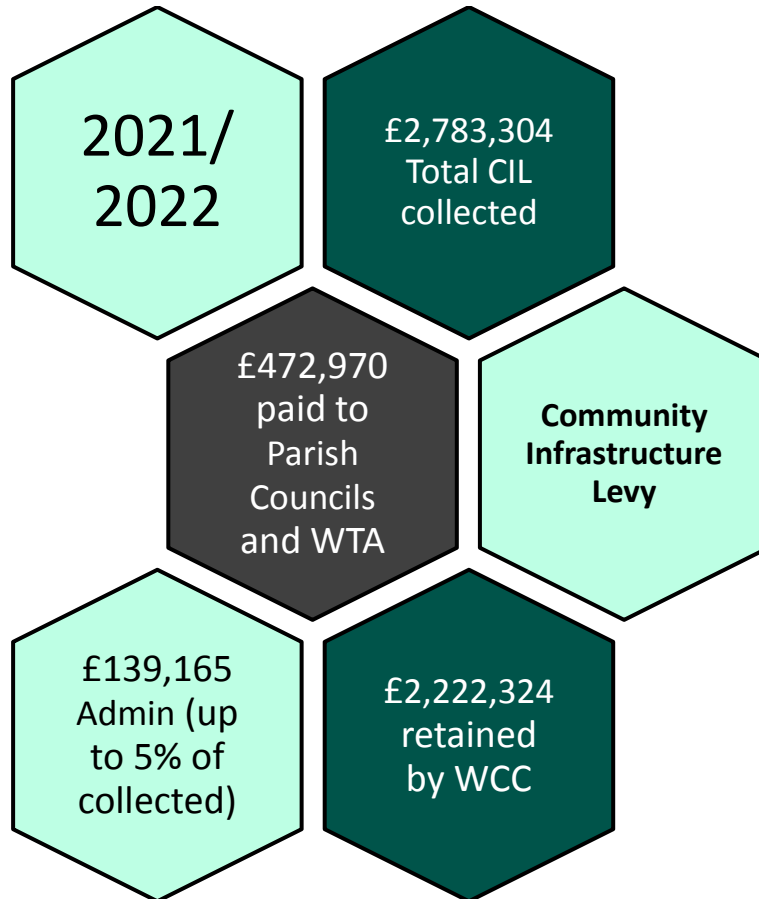 2021/
2022
£2,783,304
Total CIL
collected
£472,970
paid to
Parish
Councils
and WTA
Community
Infrastructure
Levy
£139,165
Admin (up
to 5% of
collected)
£2,222,324
retained
by WCC